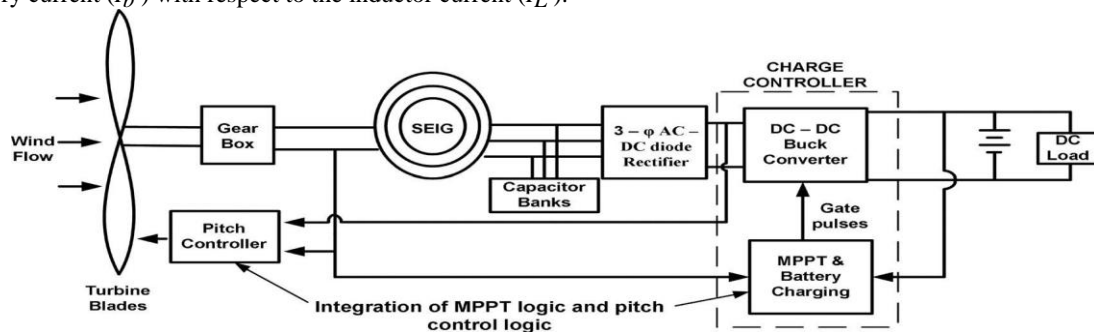 ry current (I_b) with respect to the inductor current (I_L).
CHARGE
CONTROLLER
Wind
Flow
Gear
Box
SEIG
3 – φ AC –
DC diode
Rectifier
DC – DC
Buck
Converter
DC
Load
Capacitor
Banks
Gate
pulses
Pitch
Controller
MPPT &
Battery
Charging
Turbine
Blades
Integration of MPPT logic and pitch
control logic